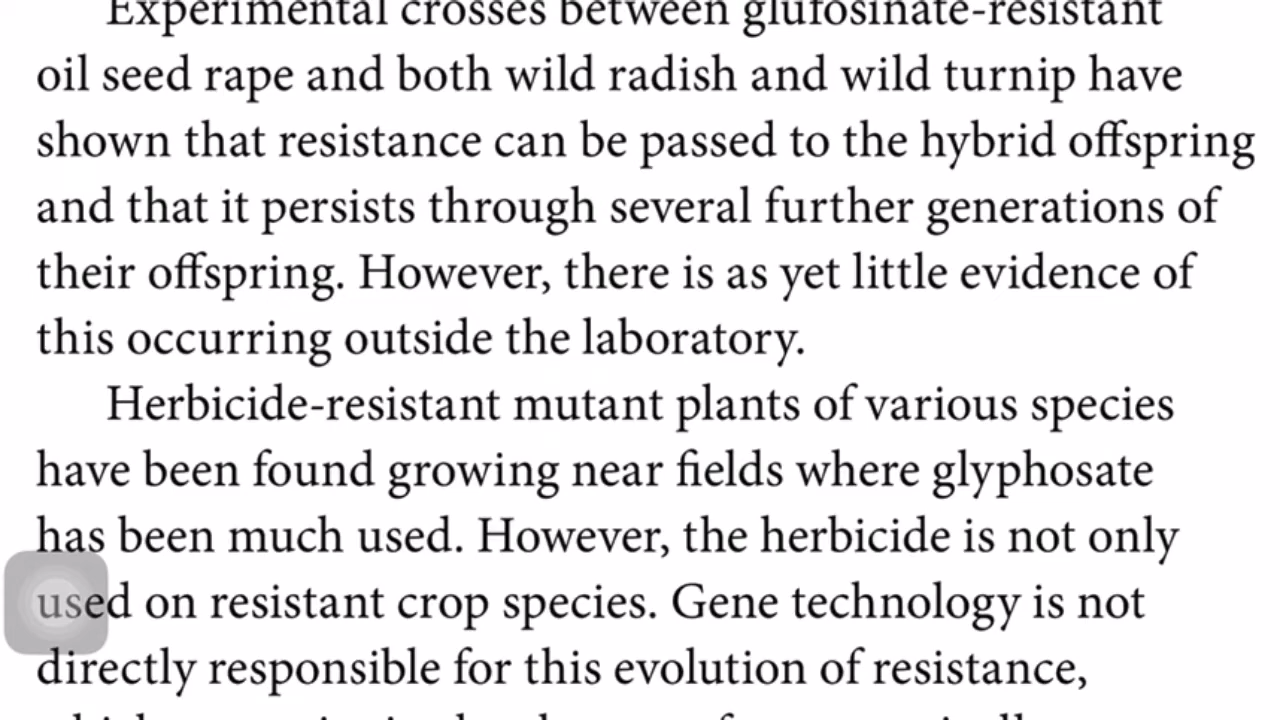 Experimental crosses between glufosinate-resistant
oil seed rape and both wild radish and wild turnip have
shown that resistance can be passed to the hybrid offspring
and that it persists through several further generations of
their offspring. However, there is as yet little evidence of
this occurring outside the laboratory.
Herbicide-resistant mutant plants of various species
have been found growing near fields where glyphosate
has been much used. However, the herbicide is not only
used on resistant crop species. Gene technology is not
directly responsible for this evolution of resistance,